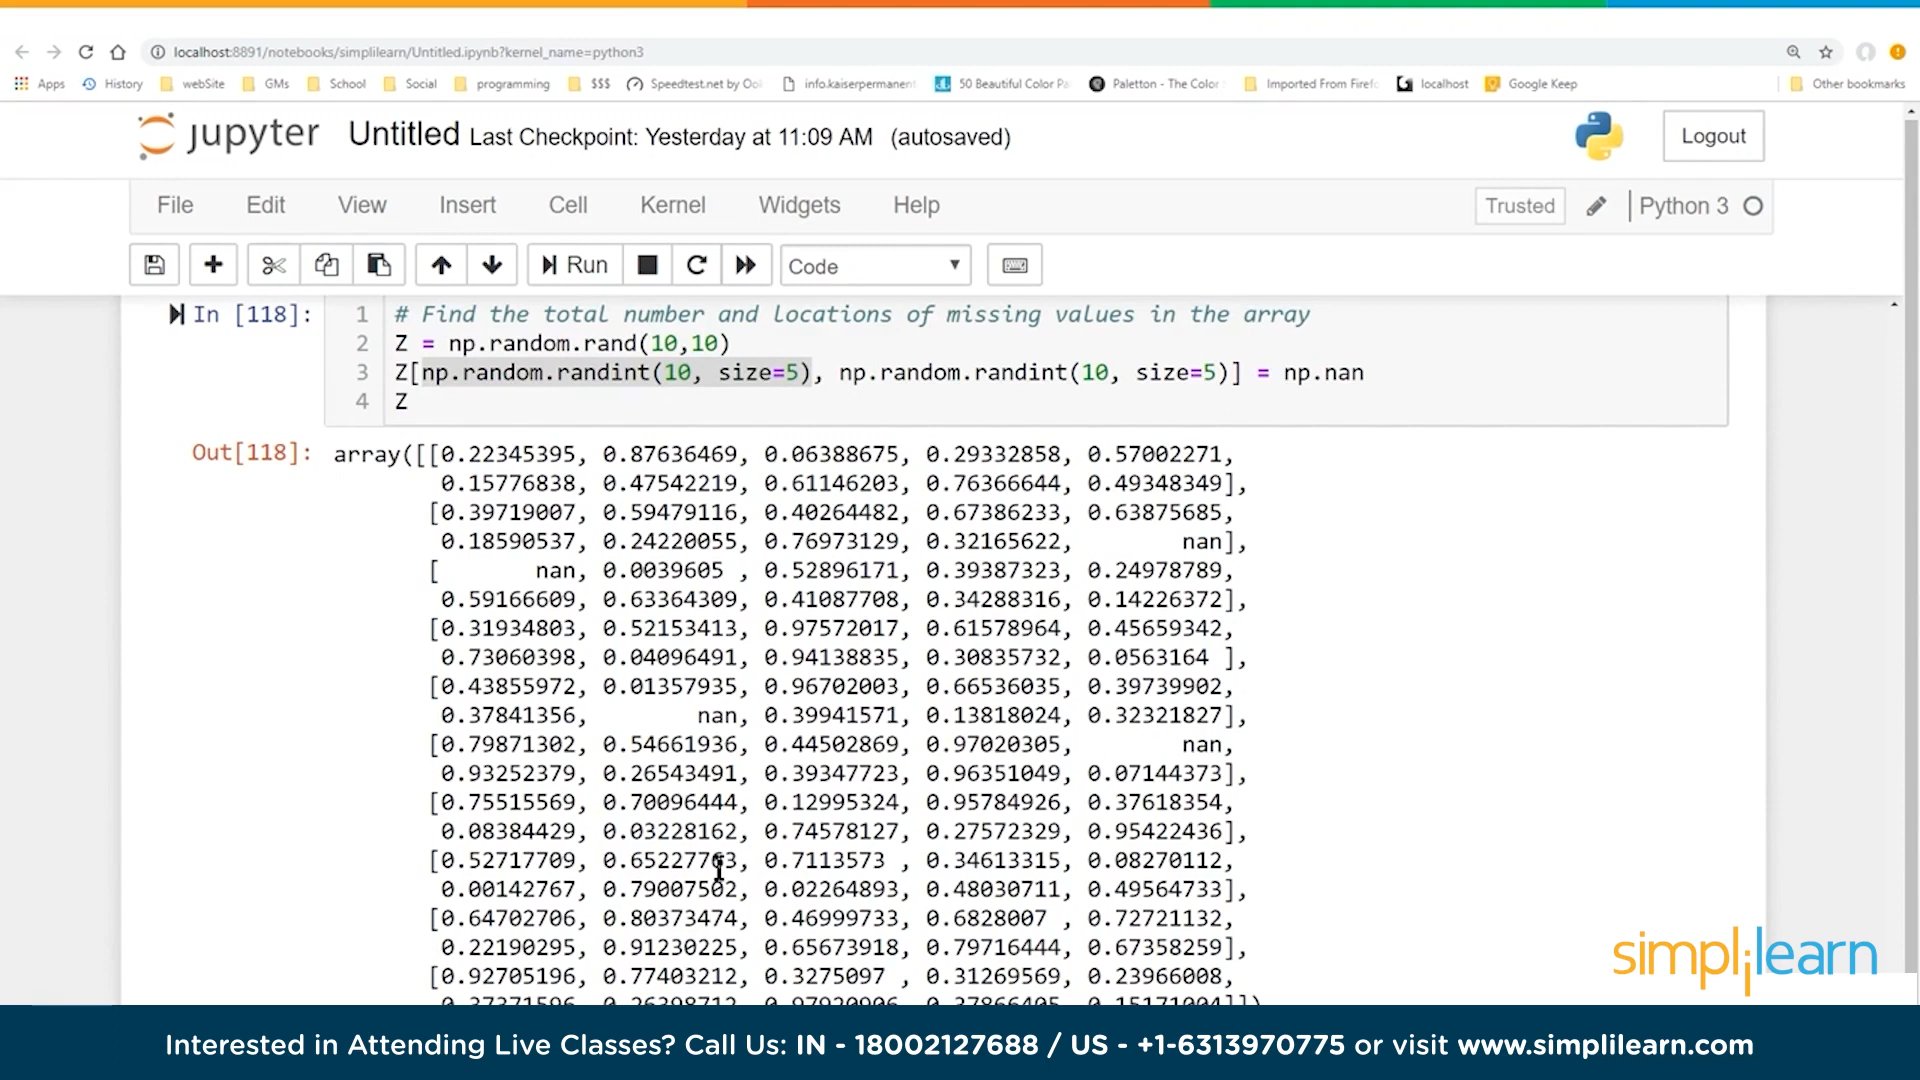 localhost:8891/notebooks/simplilearn/Untitled.ipynb?kernel_name=python3
Apps History webSite GMs School Social programming $$$ Speedtest.net by Ool info.kaiserpermanent 50 Beautiful Color Pa Paletton - The Color Imported From Firefo localhost Google Keep Other bookmarks
jupyter Untitled Last Checkpoint: Yesterday at 11:09 AM (autosaved) Logout
File Edit View Insert Cell Kernel Widgets Help Trusted Python 3
Run Code
In [118]: 1 # Find the total number and locations of missing values in the array
2 Z = np.random.rand(10,10)
3 Z[np.random.randint(10, size=5), np.random.randint(10, size=5)] = np.nan
4 Z
Out[118]: array([[0.22345395, 0.87636469, 0.06388675, 0.29332858, 0.57002271,
0.15776838, 0.47542219, 0.61146203, 0.76366644, 0.49348349],
[0.39719007, 0.59479116, 0.40264482, 0.67386233, 0.63875685,
0.18590537, 0.24220055, 0.76973129, 0.32165622, nan],
[ nan, 0.0039605 , 0.52896171, 0.39387323, 0.24978789,
0.59166609, 0.63364309, 0.41087708, 0.34288316, 0.14226372],
[0.31934803, 0.52153413, 0.97572017, 0.61578964, 0.45659342,
0.73060398, 0.04096491, 0.94138835, 0.30835732, 0.0563164 ],
[0.43855972, 0.01357935, 0.96702003, 0.66536035, 0.39739902,
0.37841356, nan, 0.39941571, 0.13818024, 0.32321827],
[0.79871302, 0.54661936, 0.44502869, 0.97020305, nan,
0.93252379, 0.26543491, 0.39347723, 0.96351049, 0.07144373],
[0.75515569, 0.70096444, 0.12995324, 0.95784926, 0.37618354,
0.08384429, 0.03228162, 0.74578127, 0.27572329, 0.95422436],
[0.52717709, 0.65227763, 0.7113573 , 0.34613315, 0.08270112,
0.00142767, 0.79007502, 0.02264893, 0.48030711, 0.49564733],
[0.64702706, 0.80373474, 0.46999733, 0.6828007 , 0.72721132,
0.22190295, 0.91230225, 0.65673918, 0.79716444, 0.67358259],
[0.92705196, 0.77403212, 0.3275097 , 0.31269569, 0.23966008,
simplilearn
Interested in Attending Live Classes? Call Us: IN - 18002127688 / US - +1-6313970775 or visit www.simplilearn.com